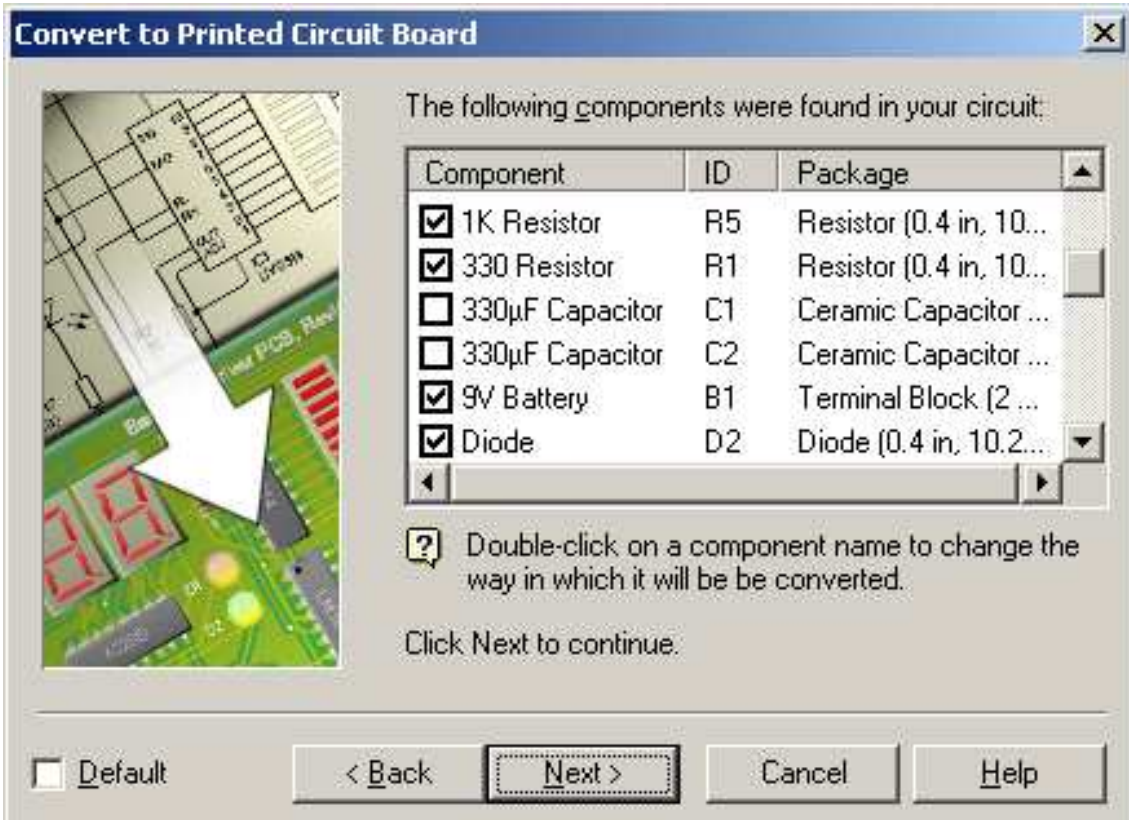 Convert to Printed Circuit Board
The following components were found in your circuit:
Component ID Package
1K Resistor R5 Resistor (0.4 in, 10...
330 Resistor R1 Resistor (0.4 in, 10...
330µF Capacitor C1 Ceramic Capacitor ...
330µF Capacitor C2 Ceramic Capacitor ...
9V Battery B1 Terminal Block (2 ...
Diode D2 Diode (0.4 in, 10.2...
Double-click on a component name to change the
way in which it will be be converted.
Click Next to continue.
Default
< Back
Next >
Cancel
Help
OUT
PCB,
D2